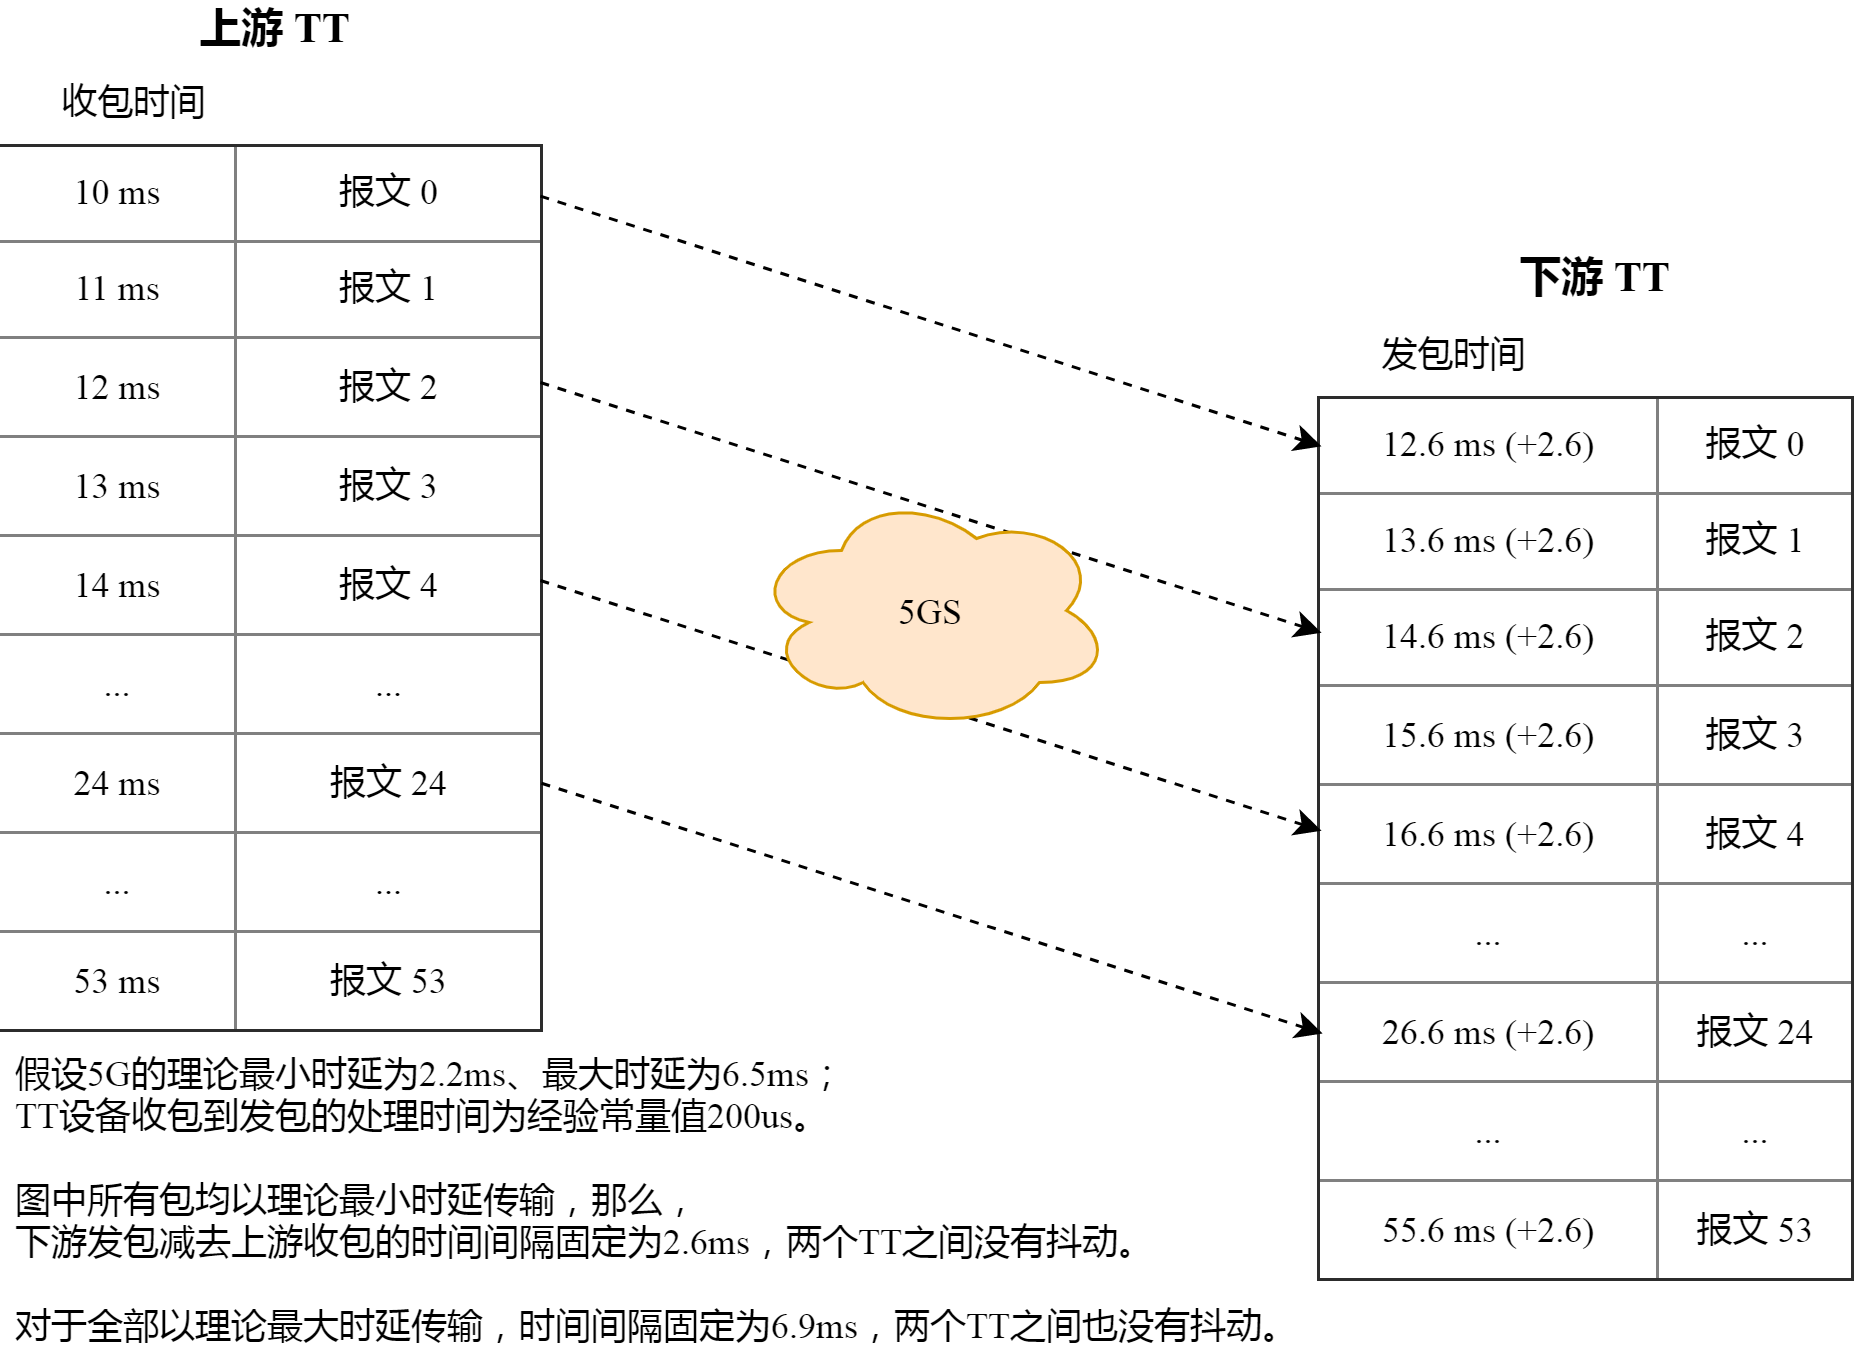 上游 TT
收包时间
10 ms 报文 0
11 ms 报文 1
12 ms 报文 2
13 ms 报文 3
14 ms 报文 4
... ...
24 ms 报文 24
... ...
53 ms 报文 53
5GS
下游 TT
发包时间
12.6 ms (+2.6) 报文 0
13.6 ms (+2.6) 报文 1
14.6 ms (+2.6) 报文 2
15.6 ms (+2.6) 报文 3
16.6 ms (+2.6) 报文 4
... ...
26.6 ms (+2.6) 报文 24
... ...
55.6 ms (+2.6) 报文 53
假设5G的理论最小时延为2.2ms、最大时延为6.5ms；
TT设备收包到发包的处理时间为经验常量值200us。
图中所有包均以理论最小时延传输，那么，
下游发包减去上游收包的时间间隔固定为2.6ms，两个TT之间没有抖动。
对于全部以理论最大时延传输，时间间隔固定为6.9ms，两个TT之间也没有抖动。